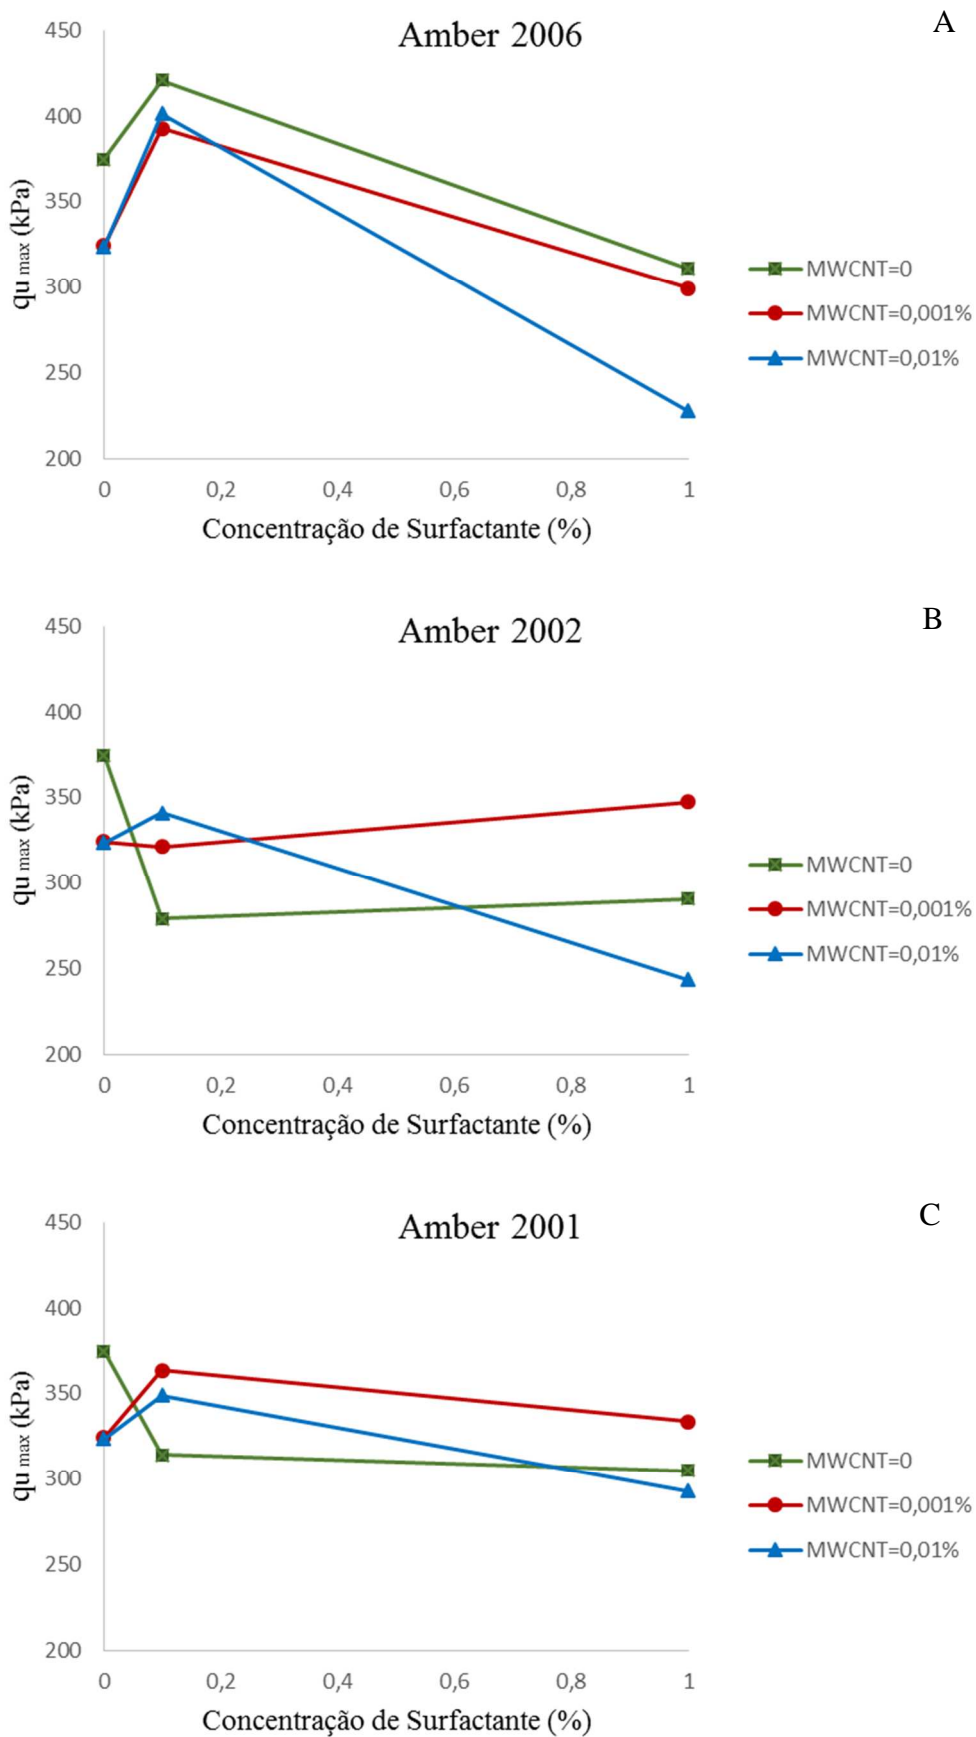 A
Amber 2006
450
400
350
300
250
200
qu max (kPa)
0 0,2 0,4 0,6 0,8 1
Concentração de Surfactante (%)
MWCNT=0
MWCNT=0,001%
MWCNT=0,01%
B
Amber 2002
450
400
350
300
250
200
qu max (kPa)
0 0,2 0,4 0,6 0,8 1
Concentração de Surfactante (%)
MWCNT=0
MWCNT=0,001%
MWCNT=0,01%
C
Amber 2001
450
400
350
300
250
200
qu max (kPa)
0 0,2 0,4 0,6 0,8 1
Concentração de Surfactante (%)
MWCNT=0
MWCNT=0,001%
MWCNT=0,01%